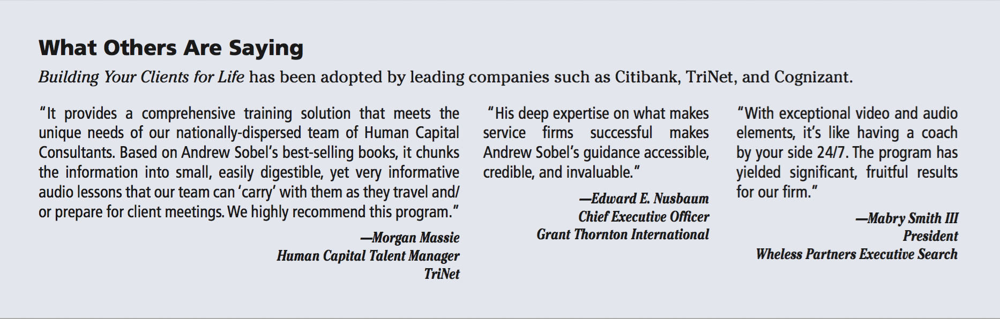 What Others Are Saying
Building Your Clients for Life has been adopted by leading companies such as Citibank, TriNet, and Cognizant.
“It provides a comprehensive training solution that meets the
unique needs of our nationally-dispersed team of Human Capital
Consultants. Based on Andrew Sobel’s best-selling books, it chunks
the information into small, easily digestible, yet very informative
audio lessons that our team can ‘carry’ with them as they travel and/
or prepare for client meetings. We highly recommend this program.”
—Morgan Massie
Human Capital Talent Manager
TriNet
“His deep expertise on what makes
service firms successful makes
Andrew Sobel’s guidance accessible,
credible, and invaluable.”
—Edward E. Nusbaum
Chief Executive Officer
Grant Thornton International
“With exceptional video and audio
elements, it’s like having a coach
by your side 24/7. The program has
yielded significant, fruitful results
for our firm.”
—Mabry Smith III
President
Wheless Partners Executive Search